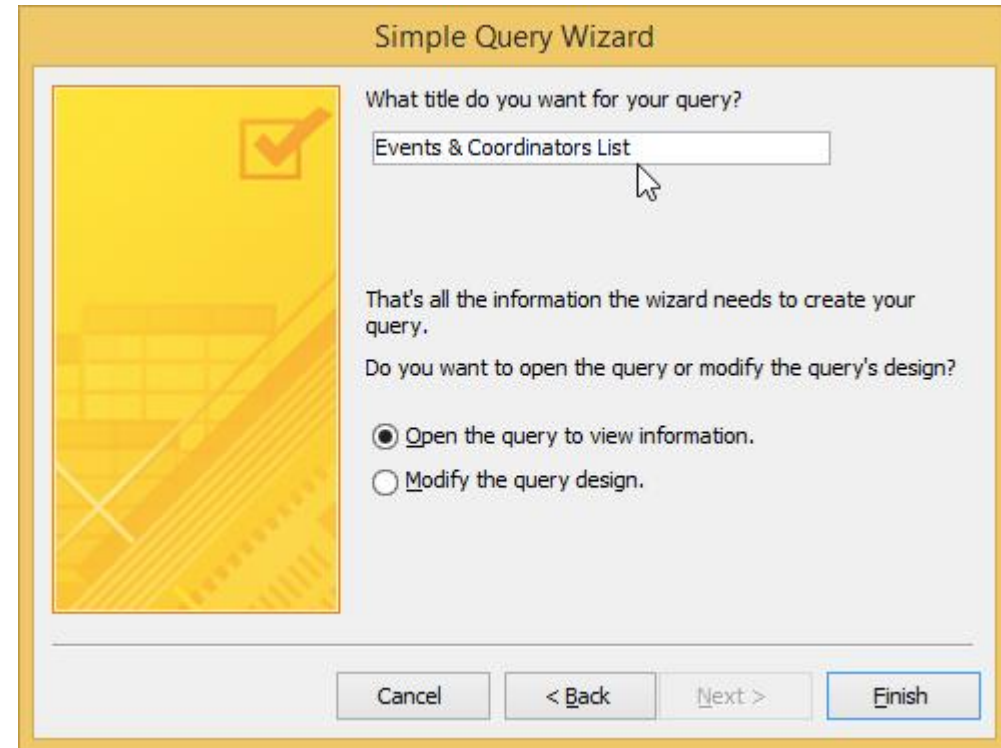 Simple Query Wizard
What title do you want for your query?
Events & Coordinators List
That's all the information the wizard needs to create your
query.
Do you want to open the query or modify the query's design?
Open the query to view information.
Modify the query design.
Cancel
< Back
Next >
Finish